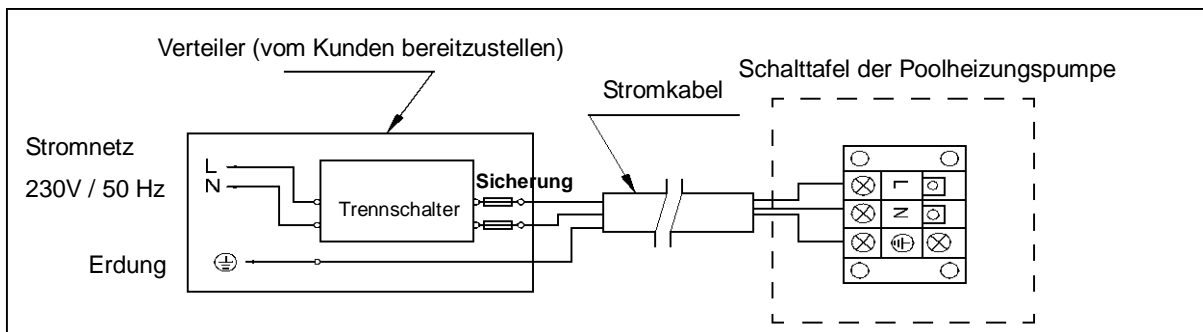 Verteiler (vom Kunden bereitzustellen)
Schalttafel der Poolheizungspumpe
Stromkabel
Stromnetz
230V / 50 Hz
L
N
Sicherung
Trennschalter
Erdung
L
N